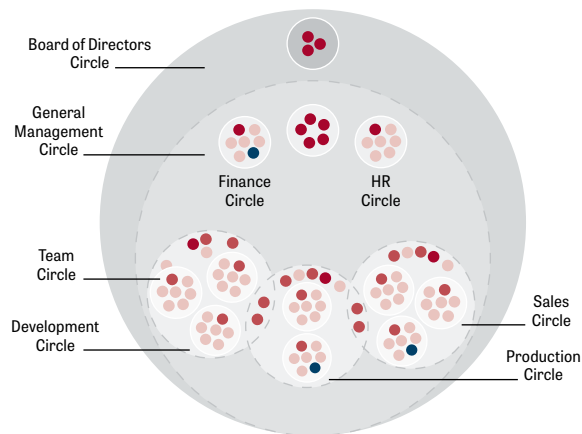 Board of Directors
Circle
General
Management
Circle
Finance
Circle
HR
Circle
Team
Circle
Development
Circle
Sales
Circle
Production
Circle